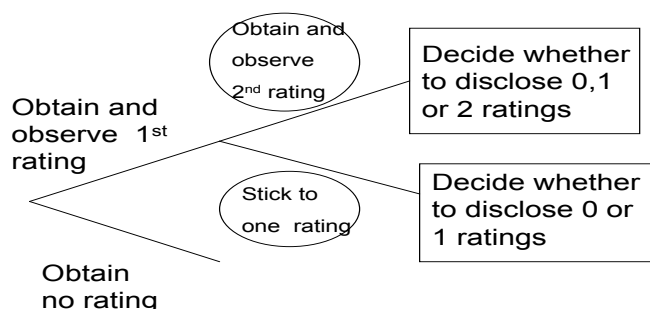 Obtain and
observe
2nd rating
Decide whether
to disclose 0,1
or 2 ratings
Obtain and
observe 1st
rating
Stick to
one rating
Decide whether
to disclose 0 or
1 ratings
Obtain
no rating